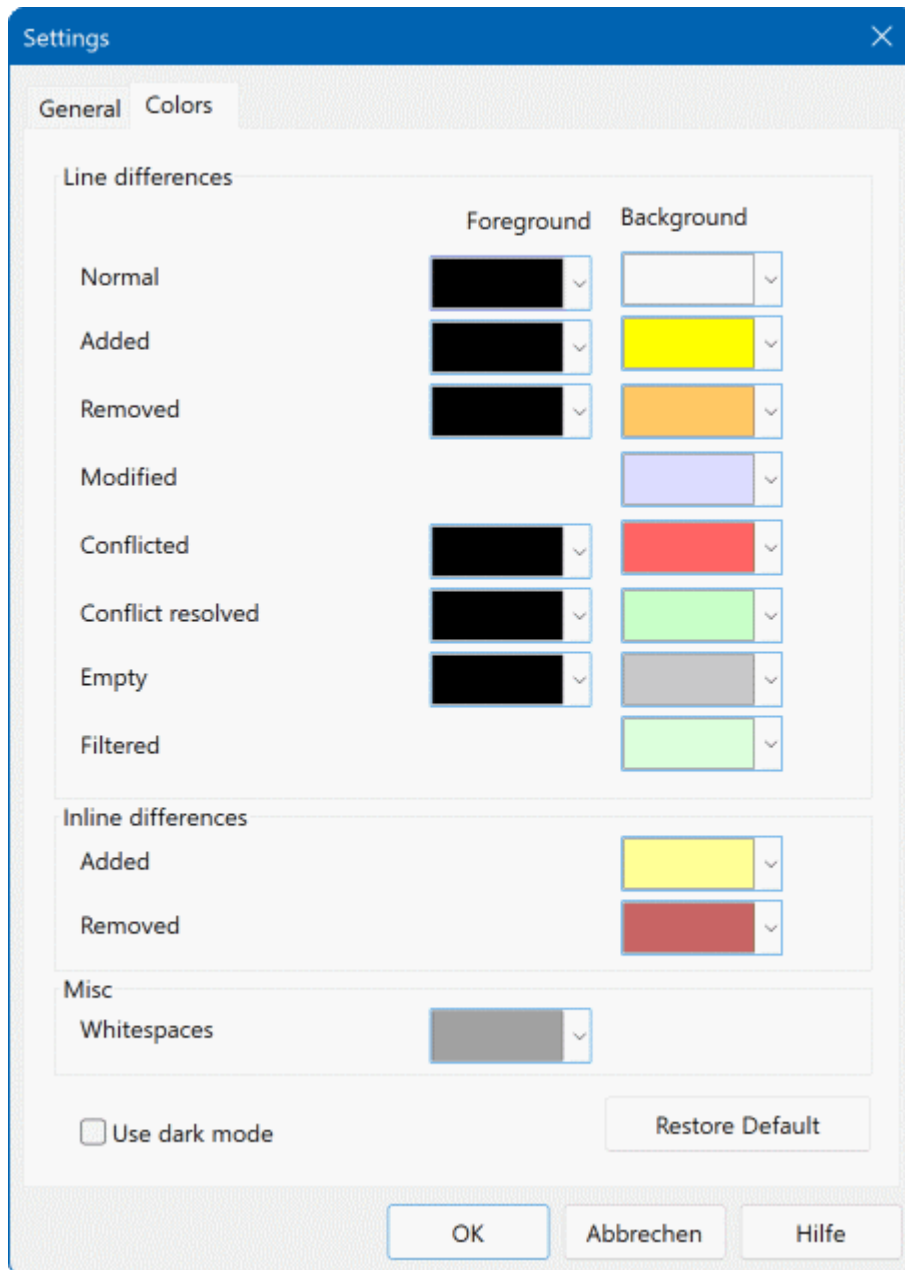 Settings
General Colors
Line differences
Foreground Background
Normal
Added
Removed
Modified
Conflicted
Conflict resolved
Empty
Filtered
Inline differences
Added
Removed
Misc
Whitespaces
Use dark mode Restore Default
OK Abbrechen Hilfe